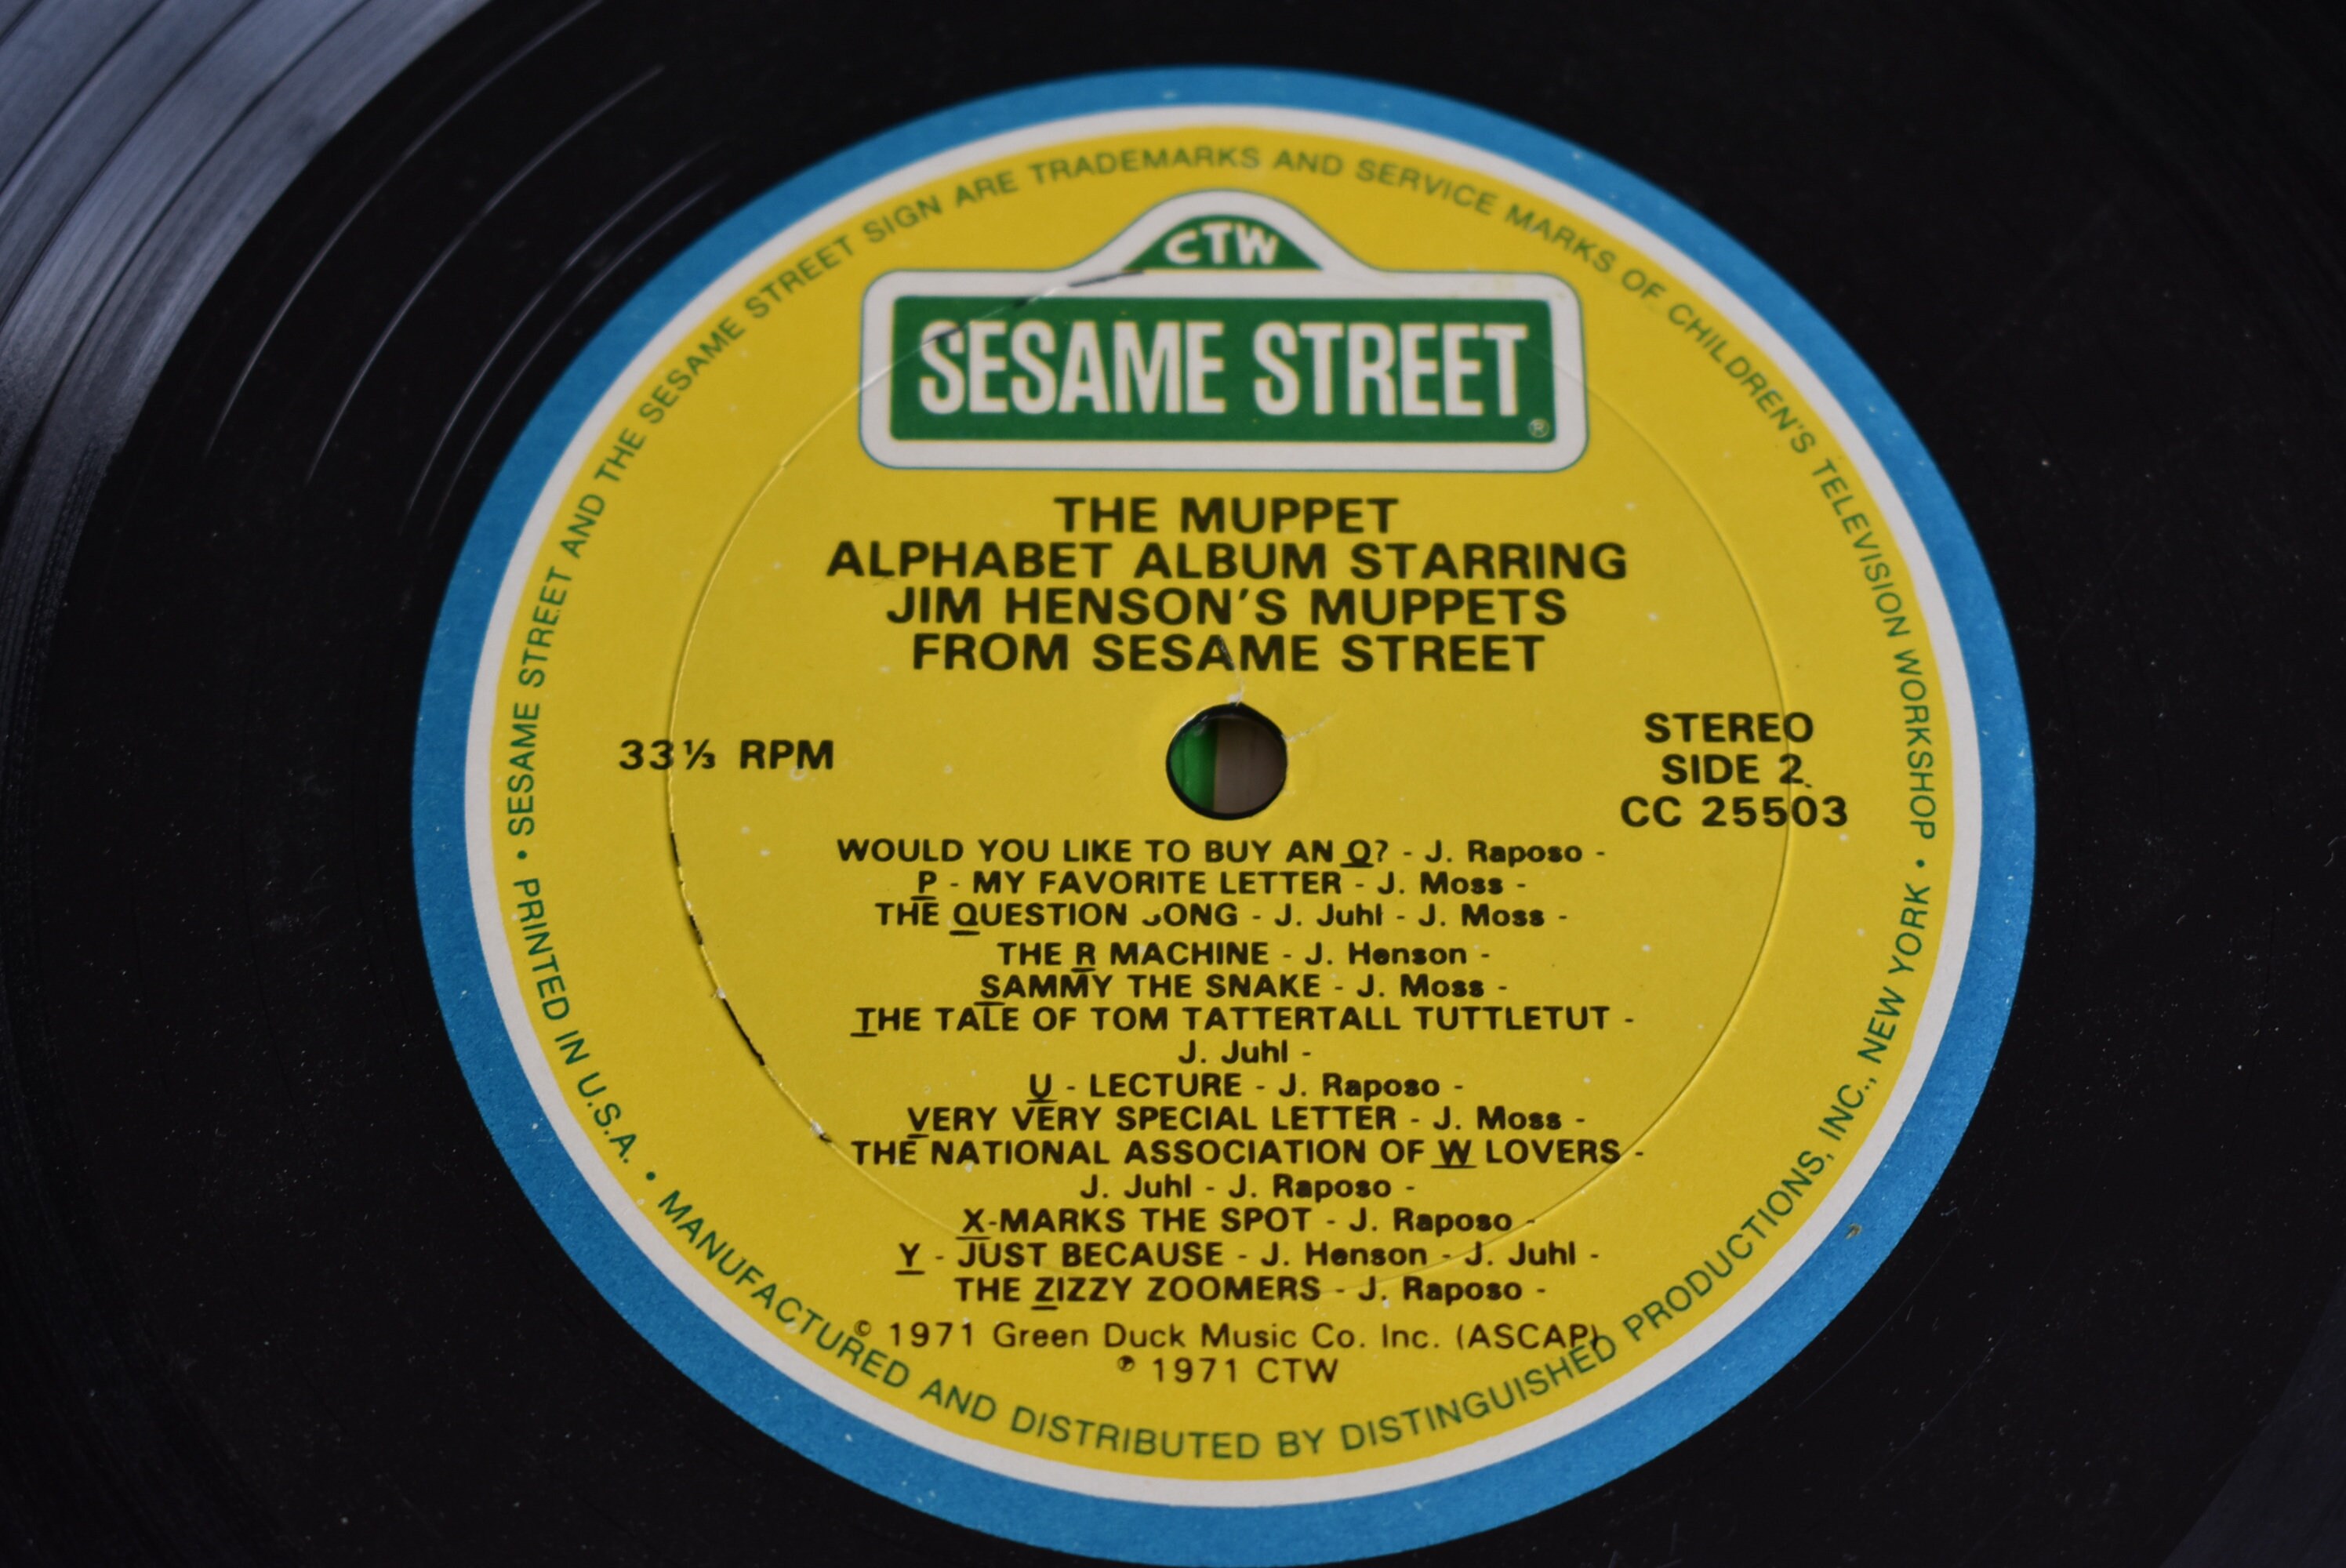 SESAME STREET AND THE SESAME STREET SIGN ARE TRADEMARKS AND SERVICE MARKS OF CHILDREN'S TELEVISION WORKSHOP • MANUFACTURED AND DISTRIBUTED BY DISTINGUISHED PRODUCTIONS, INC., NEW YORK • PRINTED IN U.S.A. •
CTW
SESAME STREET ®
THE MUPPET
ALPHABET ALBUM STARRING
JIM HENSON'S MUPPETS
FROM SESAME STREET
33⅓ RPM
STEREO
SIDE 2
CC 25503
WOULD YOU LIKE TO BUY AN O? - J. Raposo -
P - MY FAVORITE LETTER - J. Moss -
THE QUESTION SONG - J. Juhl - J. Moss -
THE R MACHINE - J. Henson -
SAMMY THE SNAKE - J. Moss -
THE TALE OF TOM TATTERTALL TUTTLETUT -
J. Juhl -
U - LECTURE - J. Raposo -
VERY VERY SPECIAL LETTER - J. Moss -
THE NATIONAL ASSOCIATION OF W LOVERS -
J. Juhl - J. Raposo -
X-MARKS THE SPOT - J. Raposo -
Y - JUST BECAUSE - J. Henson - J. Juhl -
THE ZIZZY ZOOMERS - J. Raposo -
© 1971 Green Duck Music Co. Inc. (ASCAP)
℗ 1971 CTW